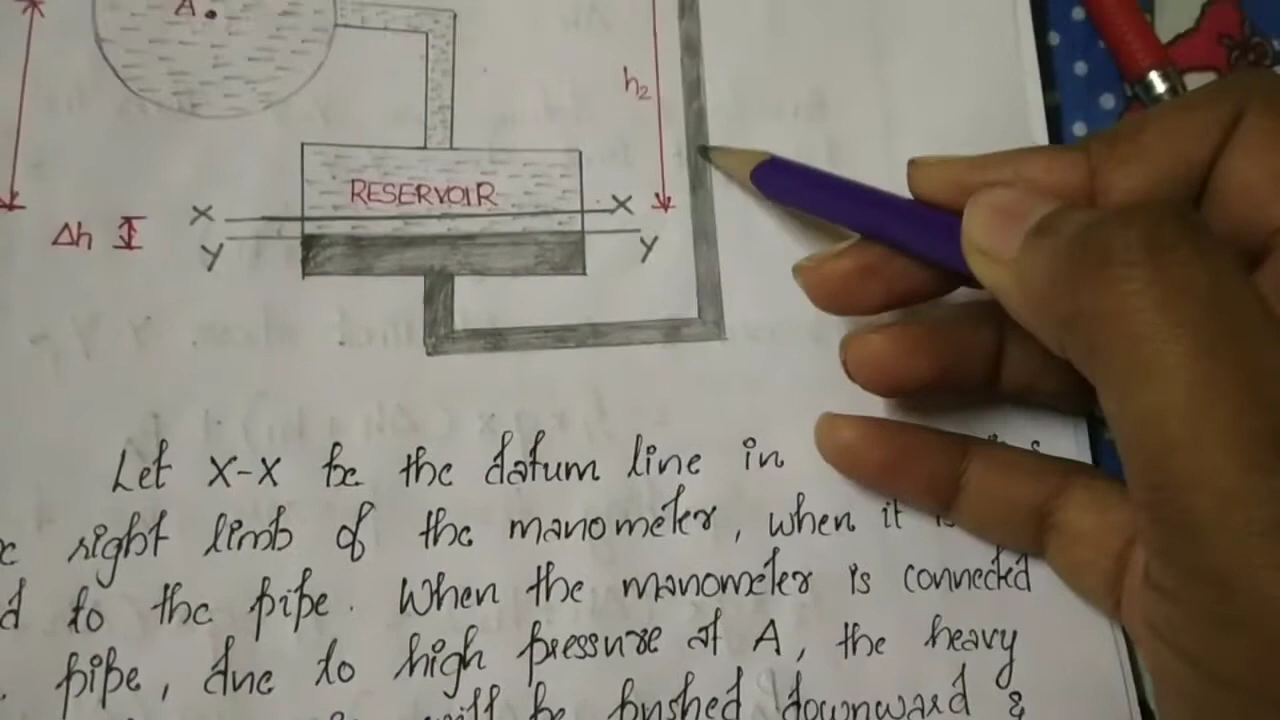 A.
h2
RESERVOIR
X X
Δh
Y Y
Let X-X be the datum line in
right limb of the manometer, when it
to the pipe. When the manometer is connected
pipe, due to high pressure at A, the heavy
will be pushed downward &